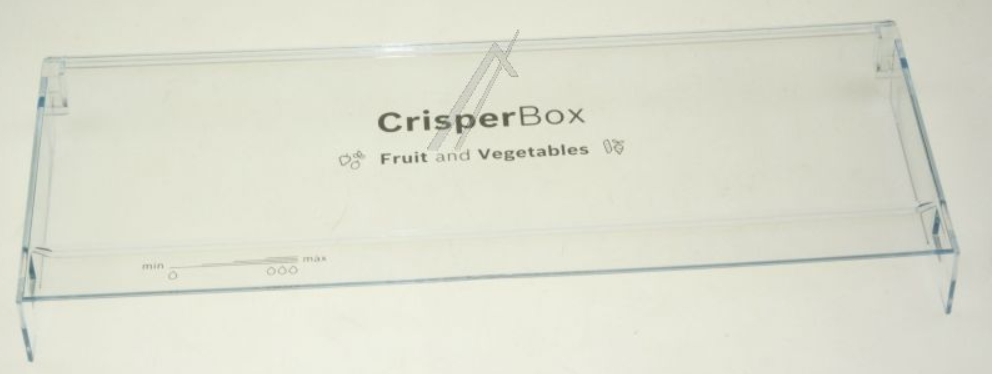 CrisperBox
Fruit and Vegetables
min max